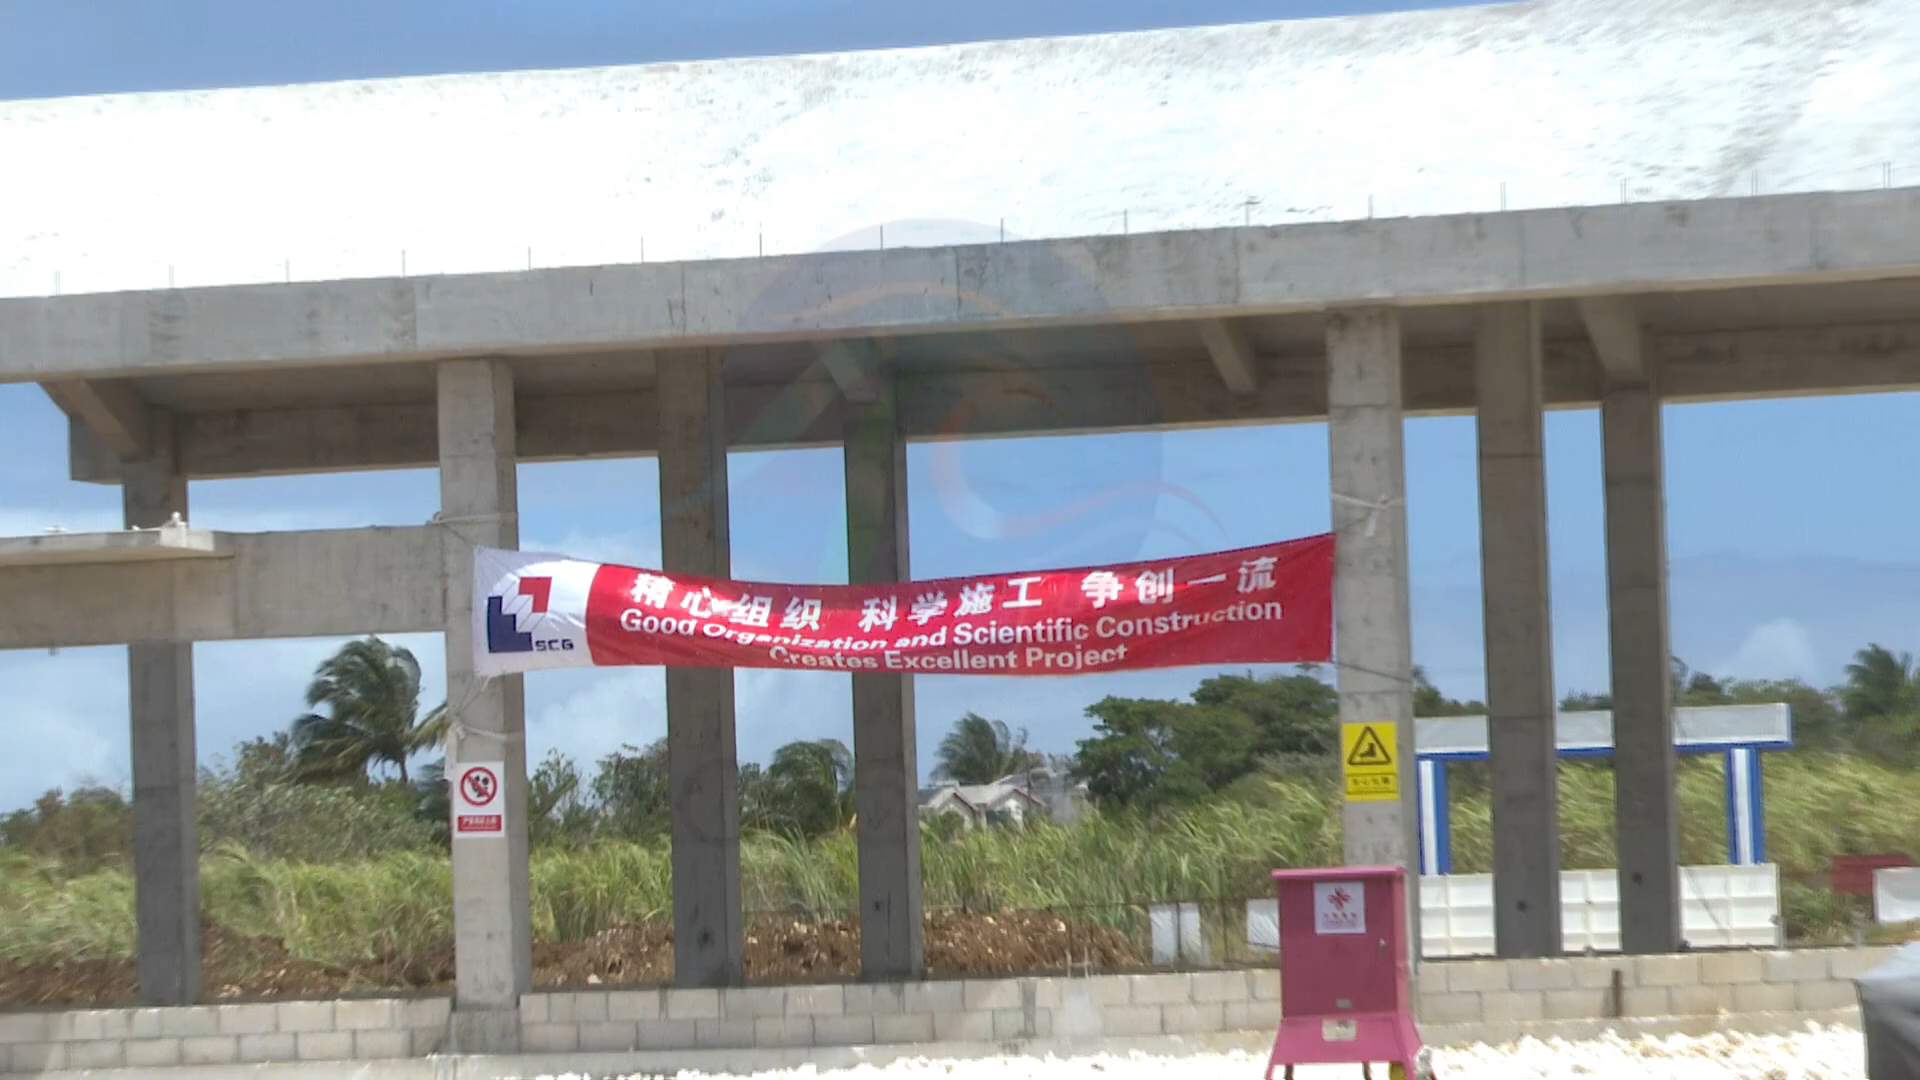 精心组织 科学施工 争创一流
Good Organization and Scientific Construction
Creates Excellent Project
SCG